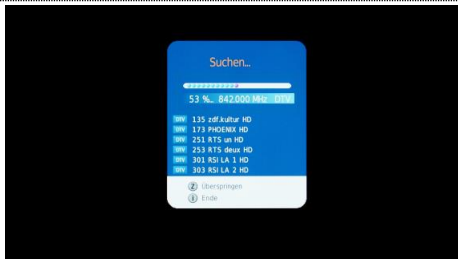 Suchen...
53 %_ 842.000 MHz DTV
DTV 135 zdf.kultur HD
DTV 173 PHOENIX HD
DTV 251 RTS un HD
DTV 253 RTS deux HD
DTV 301 RSI LA 1 HD
DTV 303 RSI LA 2 HD
2 Überspringen
i Ende